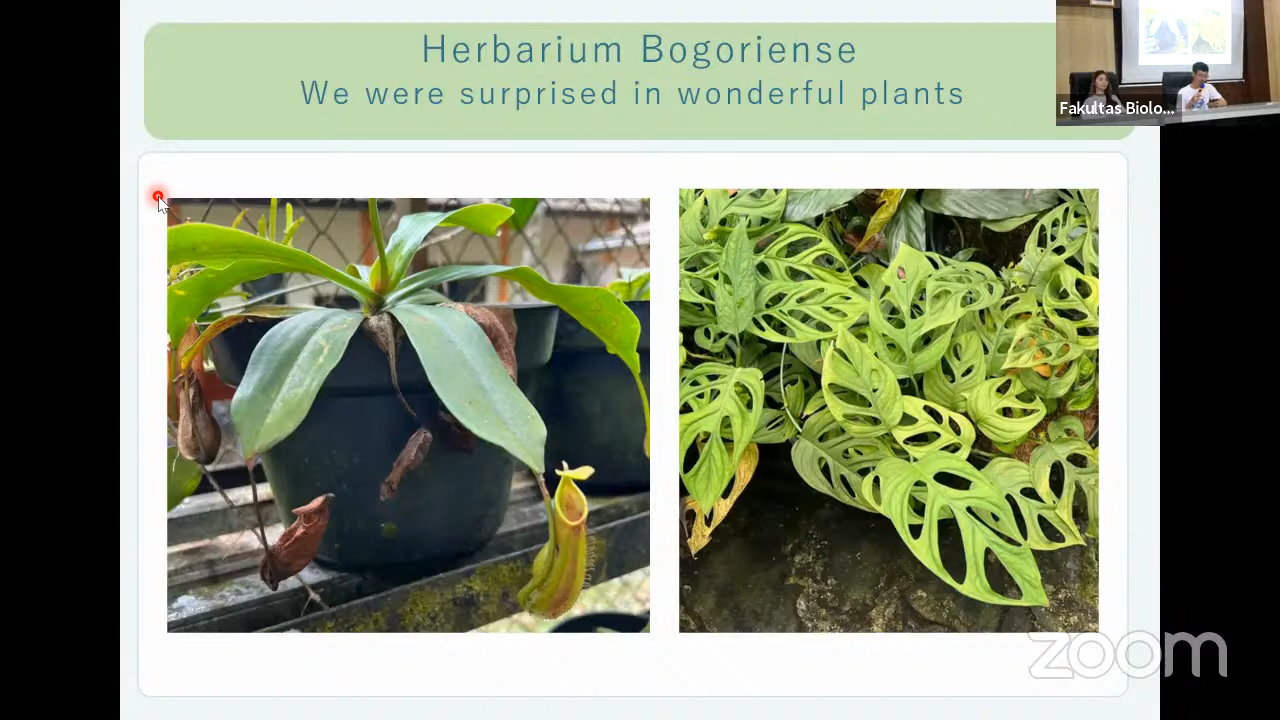 Herbarium Bogoriense
We were surprised in wonderful plants
Fakultas Biolo...
zoom